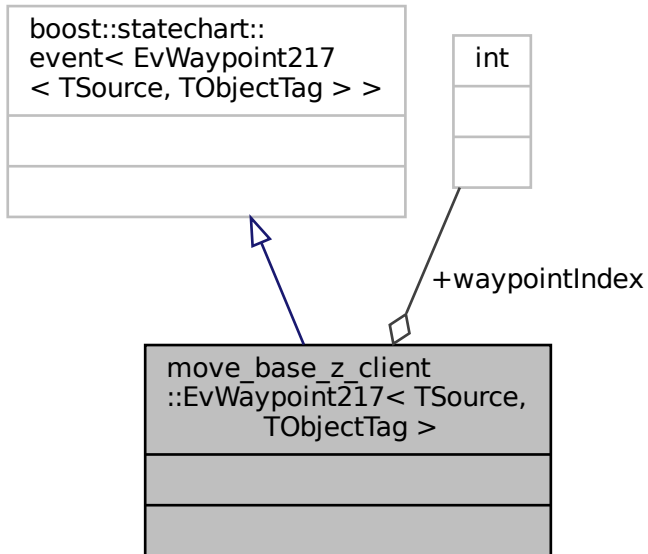 boost::statechart::
event< EvWaypoint217
< TSource, TObjectTag > >
int
+waypointIndex
move_base_z_client
::EvWaypoint217< TSource,
TObjectTag >